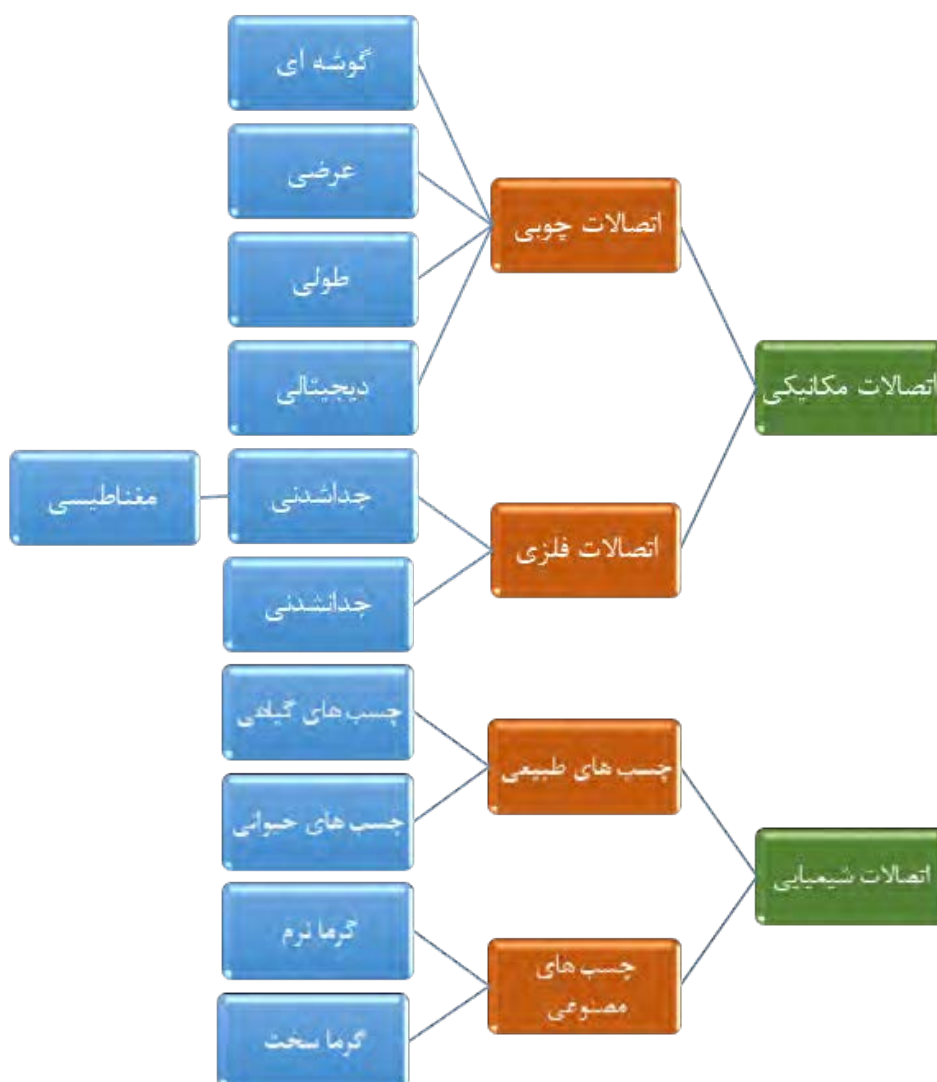 اتصالات مکانیکی
اتصالات چوبی
گوشه ای
عرضی
طولی
دیجیتالی
اتصالات فلزی
جداشدنی
مغناطیسی
جدانشدنی
اتصالات شیمیایی
چسب های طبیعی
چسب های گیاهی
چسب های حیوانی
چسب های
مصنوعی
گرما نرم
گرما سخت